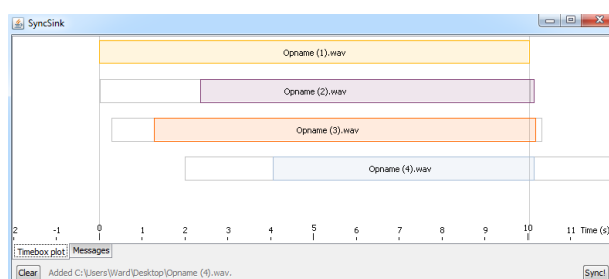 SyncSink
Opname (1).wav
Opname (2).wav
Opname (3).wav
Opname (4).wav
2 -1 0 1 2 3 4 5 6 7 8 9 10 11 Time (s)
Timebox plot Messages
Clear Added C:\Users\Ward\Desktop\Opname (4).wav. Sync!